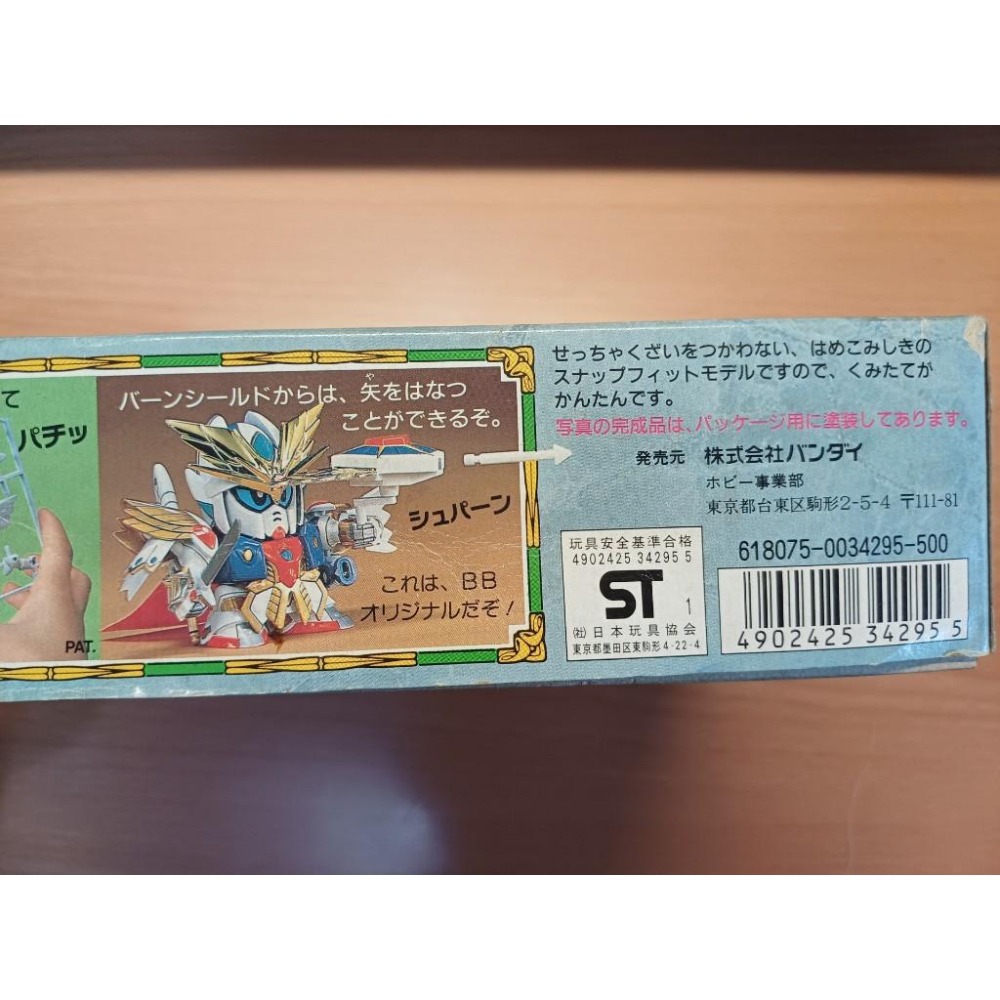 て
パチッ
PAT.
バーンシールドからは、矢をはなつ
や
ことができるぞ。
シュパーン
これは、BB
オリジナルだぞ!
せっちゃくざいをつかわない、はめこみしきの
スナップフィットモデルですので、くみたてが
かんたんです。
写真の完成品は、パッケージ用に塗装してあります。
発売元 株式会社バンダイ
ホビー事業部
東京都台東区駒形2-5-4 〒111-81
玩具安全基準合格
4902425 34295 5
ST 1
(社)日本玩具協会
東京都墨田区東駒形4-22-4
618075-0034295-500
4902425 342955